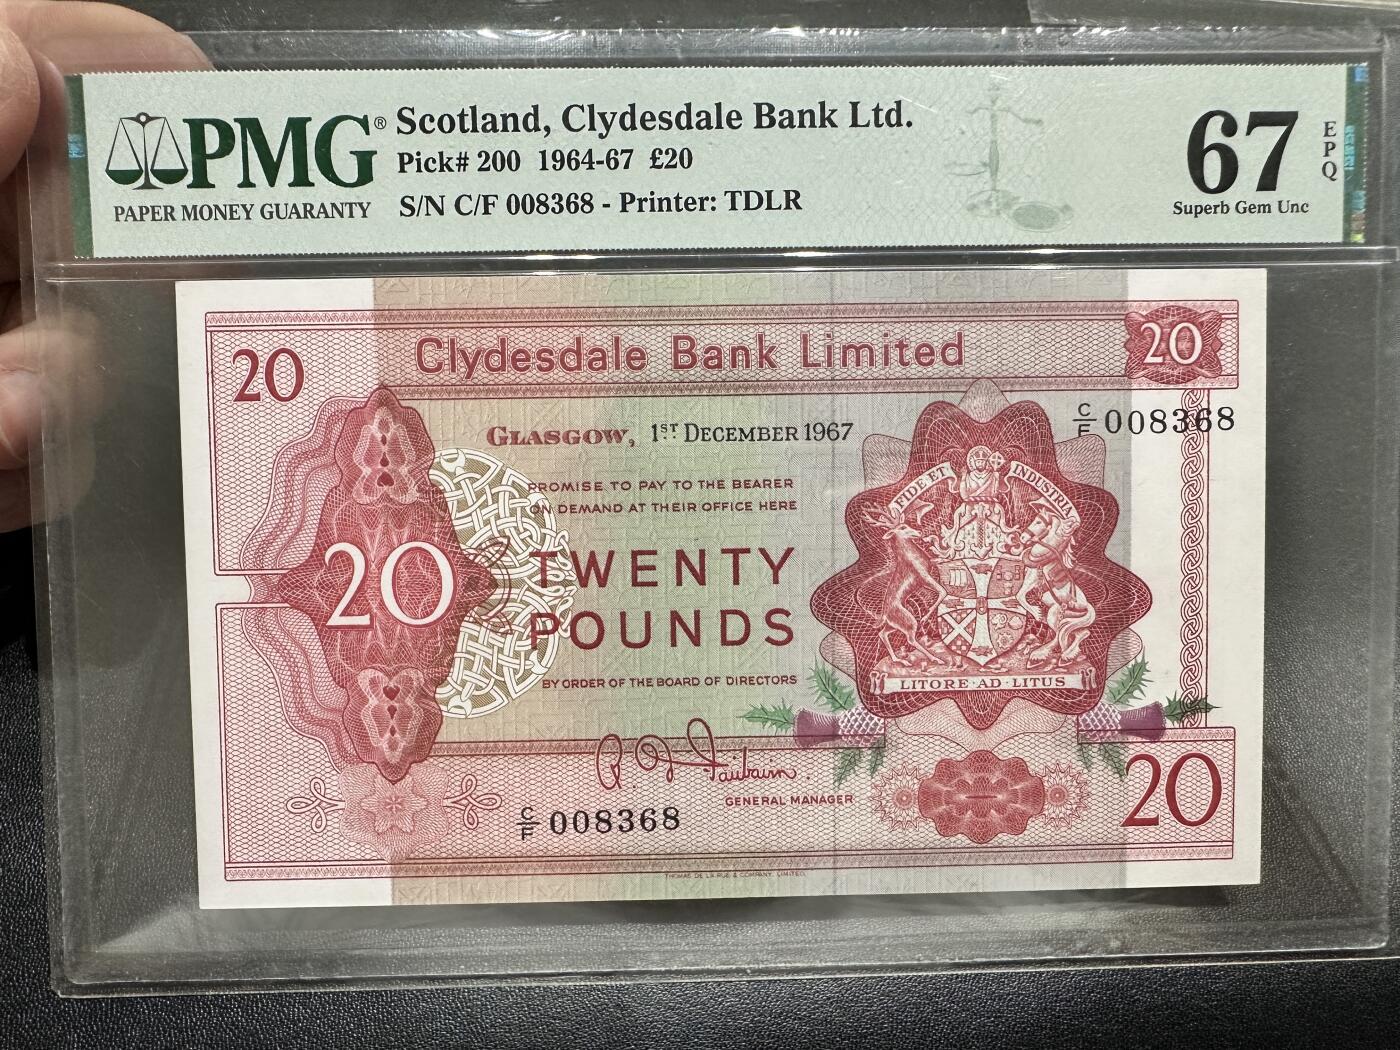 PMG®
PAPER MONEY GUARANTY
Scotland, Clydesdale Bank Ltd.
Pick# 200 1964-67 £20
S/N C/F 008368 - Printer: TDLR
67
EPQ
Superb Gem Unc
20
Clydesdale Bank Limited
20
GLASGOW, 1ST DECEMBER 1967
C/F 008368
PROMISE TO PAY TO THE BEARER
ON DEMAND AT THEIR OFFICE HERE
20
TWENTY
POUNDS
BY ORDER OF THE BOARD OF DIRECTORS
FIDE ET INDUSTRIA
LITORE·AD·LITUS
R. D. Fairbairn.
GENERAL MANAGER
C/F 008368
20
THOMAS DE LA RUE & COMPANY, LIMITED.